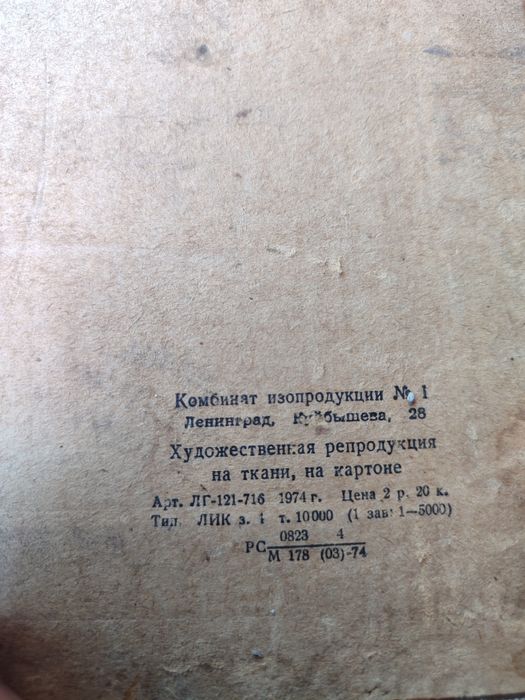 Комбинат изопродукции № 1
Ленинград, Куйбышева, 28
Художественная репродукция
на ткани, на картоне
Арт. ЛГ-121-716 1974 г. Цена 2 р. 20 к.
Тип. ЛИК з. 1 т. 10000 (1 зав. 1—5000)
РС 0823 4
М 178 (03)-74